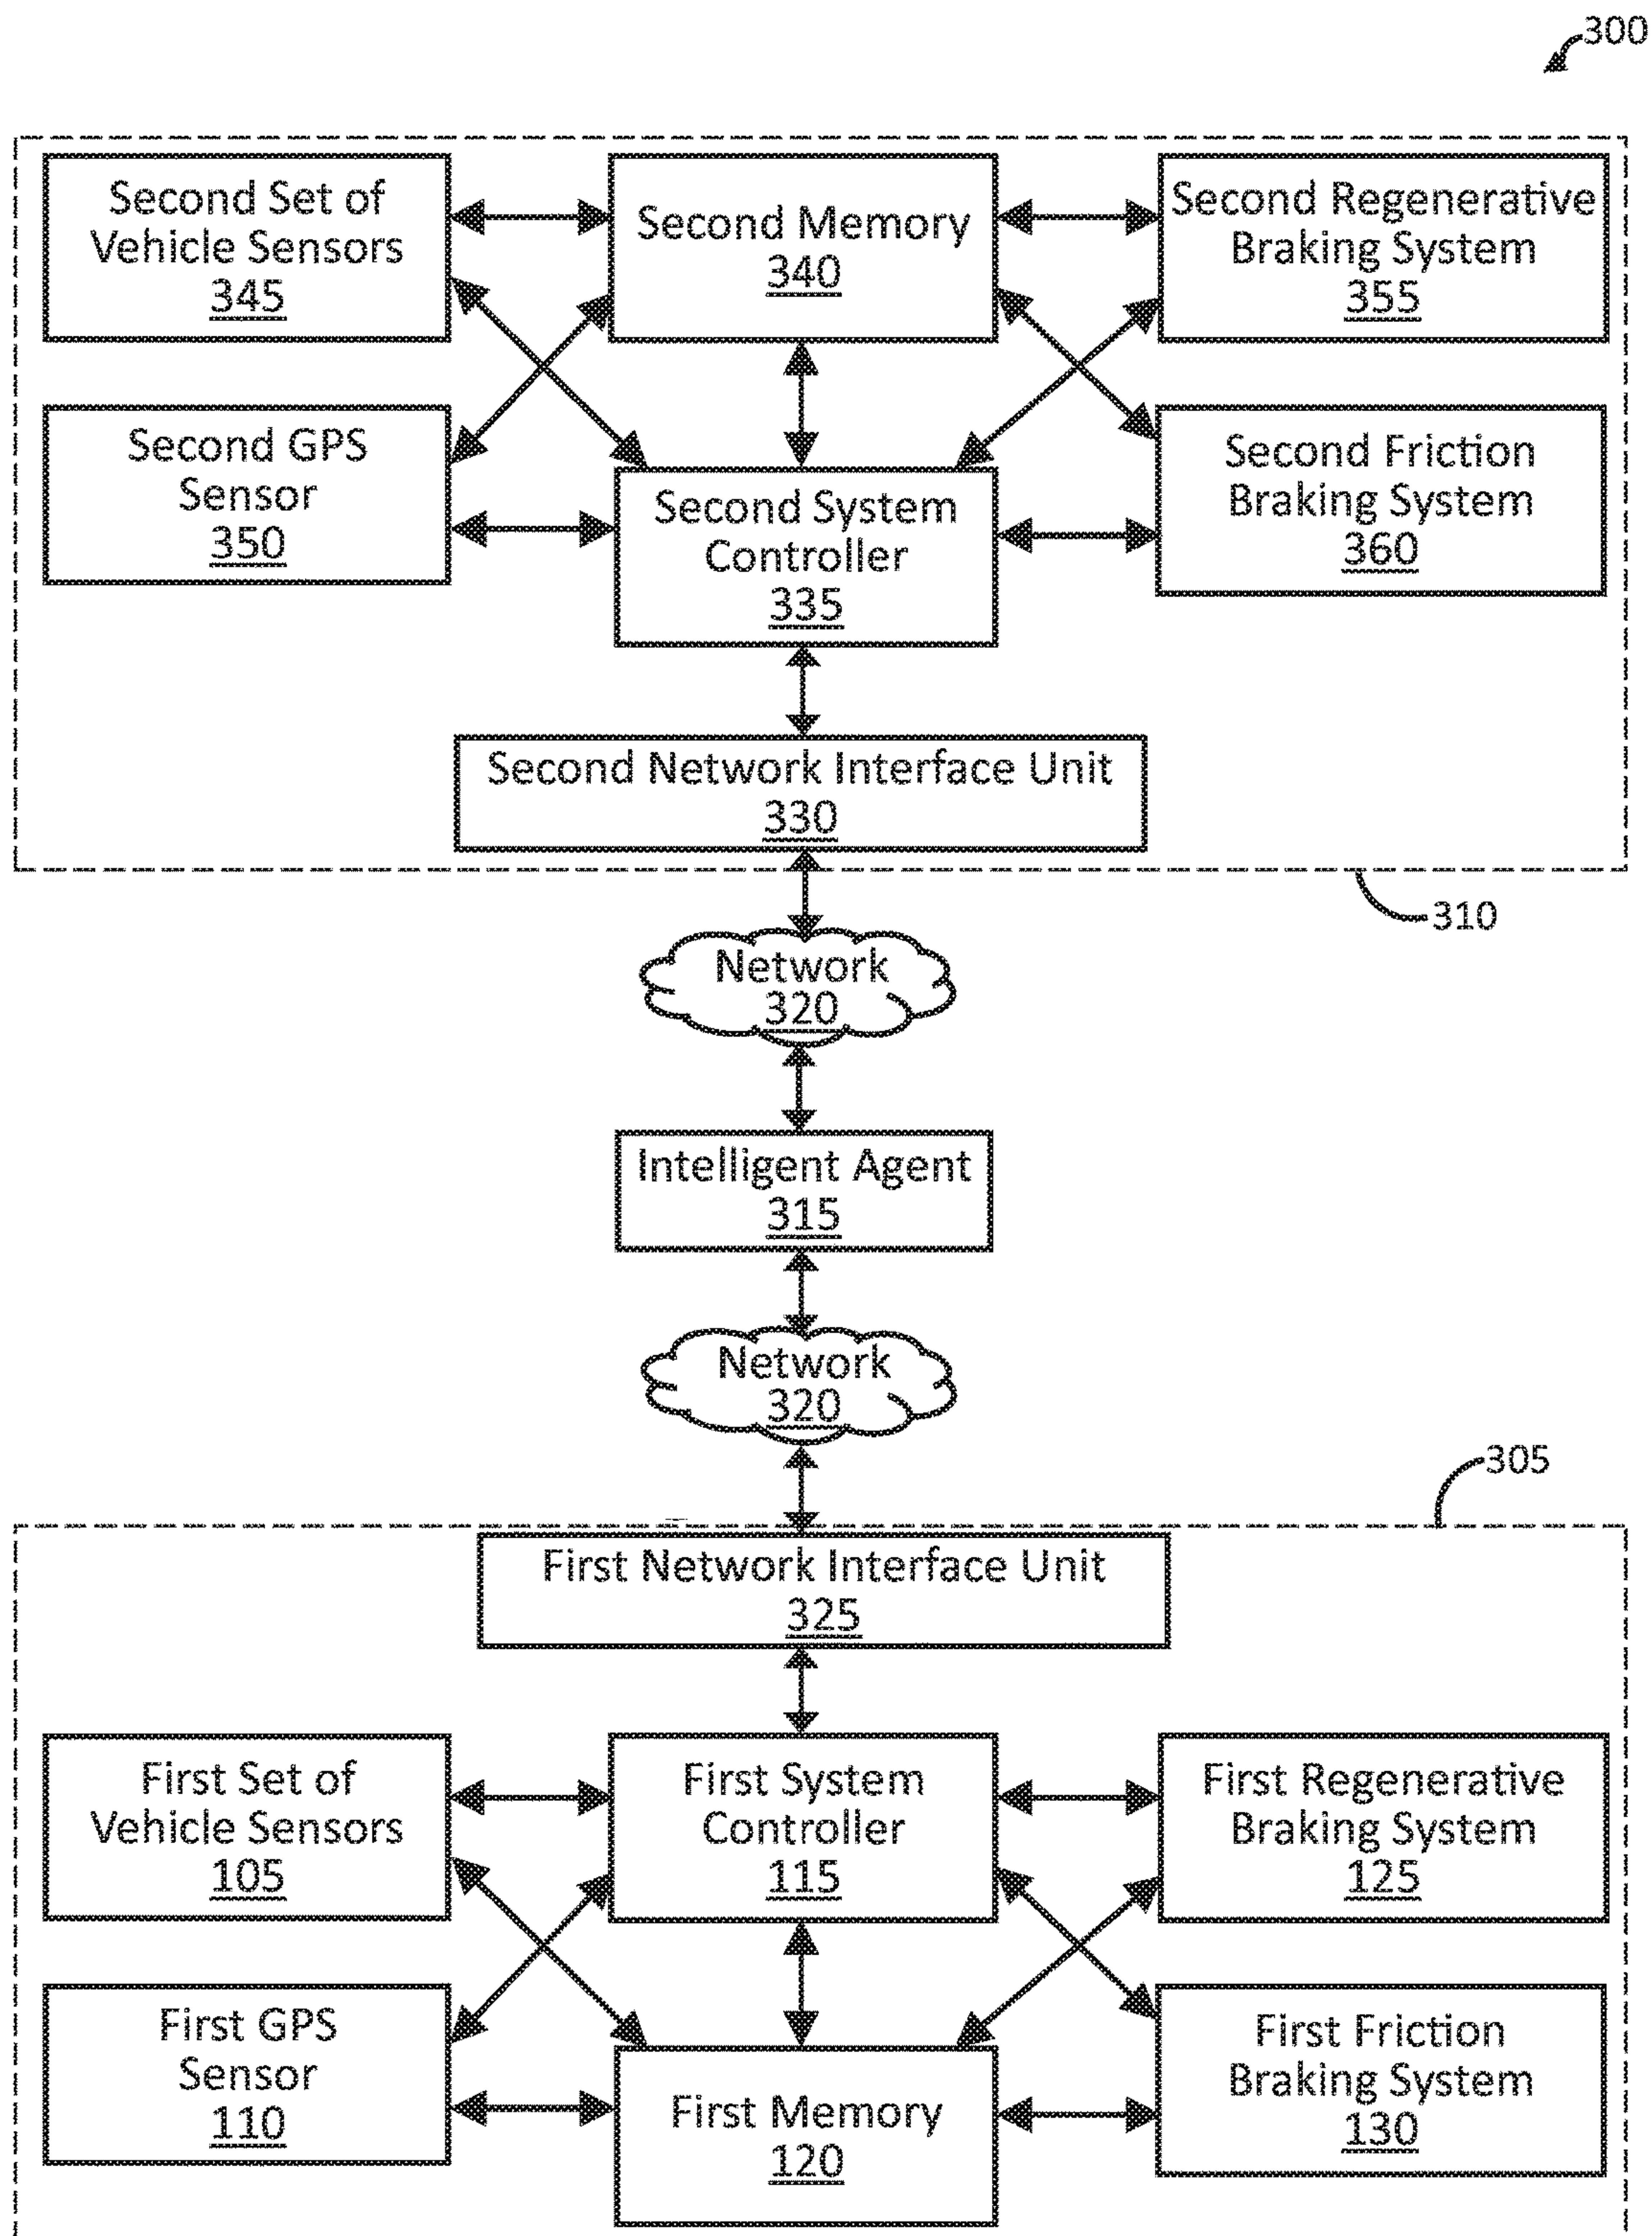 300
Second Set of
Vehicle Sensors
345
Second Memory
340
Second Regenerative
Braking System
355
Second GPS
Sensor
350
Second System
Controller
335
Second Friction
Braking System
360
Second Network Interface Unit
330
310
Network
320
Intelligent Agent
315
Network
320
305
First Network Interface Unit
325
First Set of
Vehicle Sensors
105
First System
Controller
115
First Regenerative
Braking System
125
First GPS
Sensor
110
First Memory
120
First Friction
Braking System
130